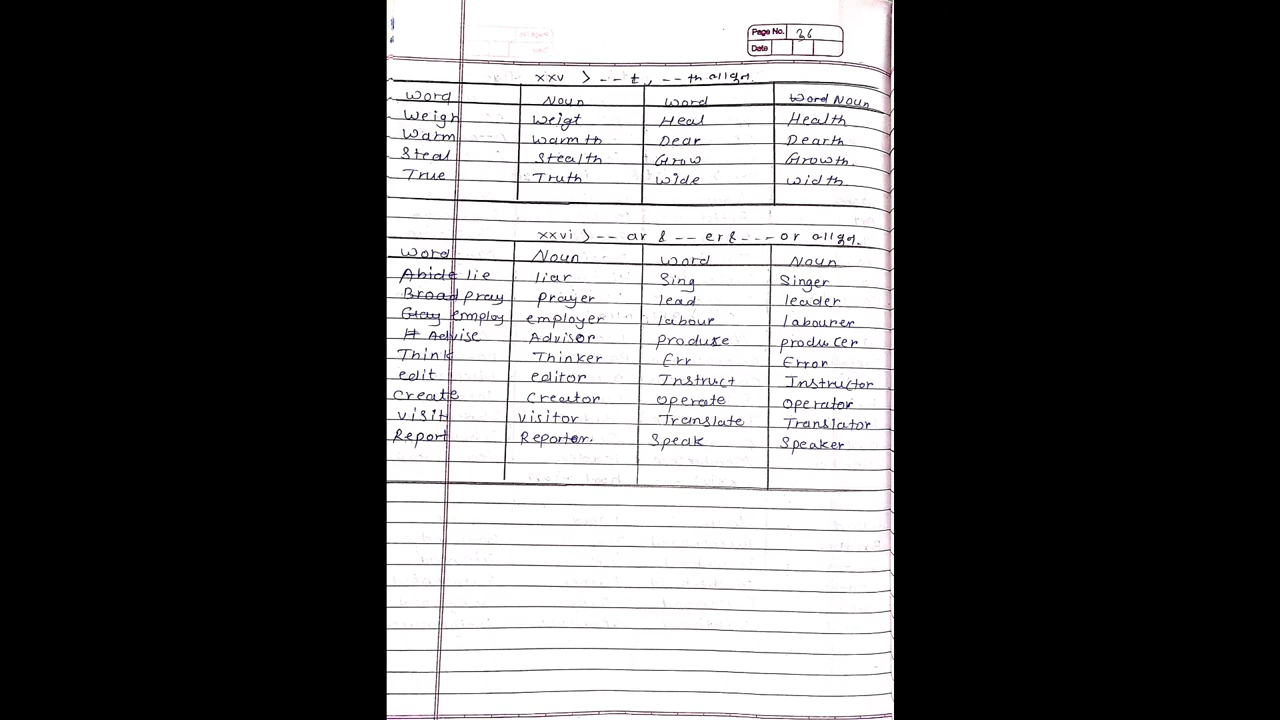 Page No. 36
Date
xxv > -- t, -- th
Word Noun Word Word Noun
Weigh Weigt Heal Health
Warm Warmth Dear Dearth
Steal Stealth Grow Growth.
True Truth Wide Width.
xxvi > -- ar & -- er & --- or
Word Noun Word Noun
Abide lie liar Sing Singer
Broad pray prayer lead leader
Gay employ employer labour labourer
H Advise Advisor produce producer
Think Thinker Err Error
edit editor Instruct Instructor
create Creator operate operator
visit visitor Translate Translator
Report Reporter. Speak Speaker